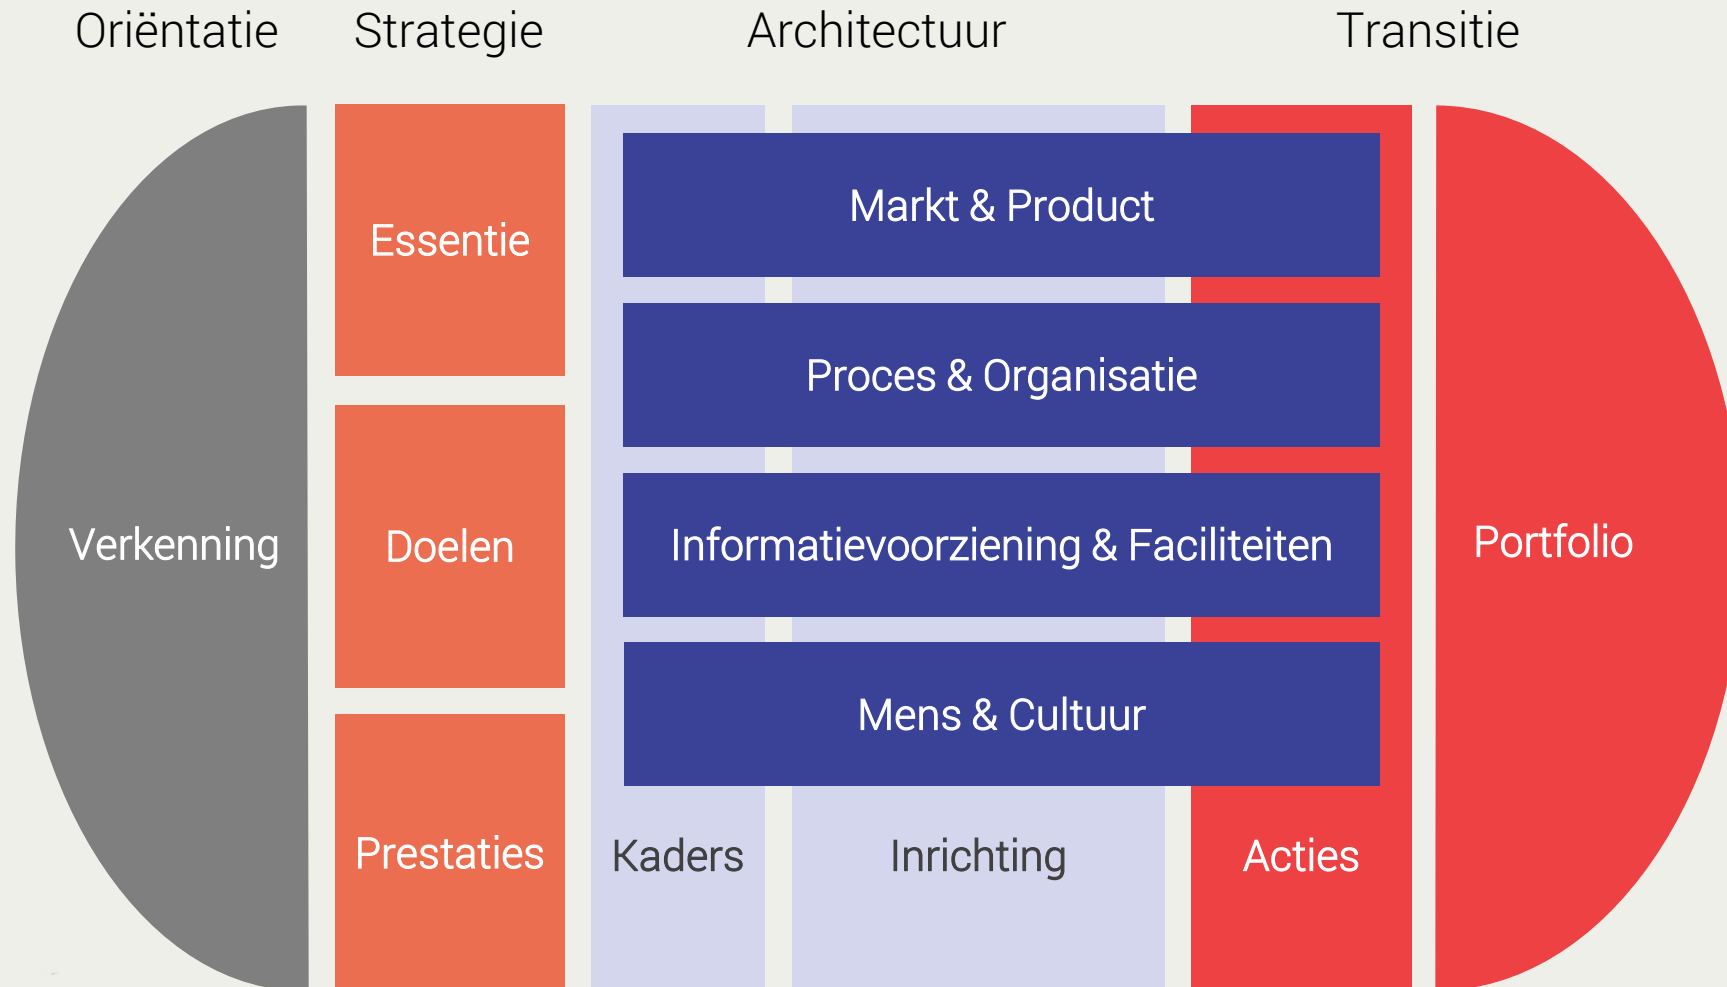 Oriëntatie
Strategie
Architectuur
Transitie
Essentie
Doelen
Prestaties
Verkenning
Markt & Product
Proces & Organisatie
Informatievoorziening & Faciliteiten
Mens & Cultuur
Kaders
Inrichting
Acties
Portfolio